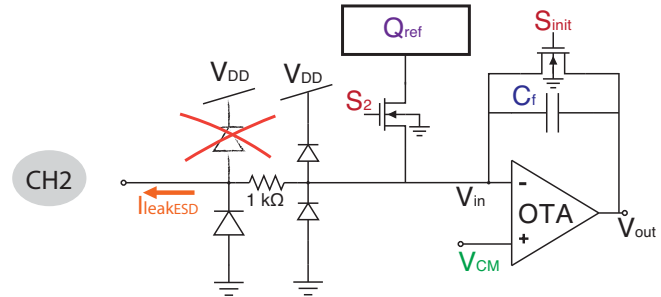 Qref
Sinit
VDD
VDD
S2
Cf
CH2
IleakESD
1 kΩ
Vin
-
OTA
+
Vout
VCM